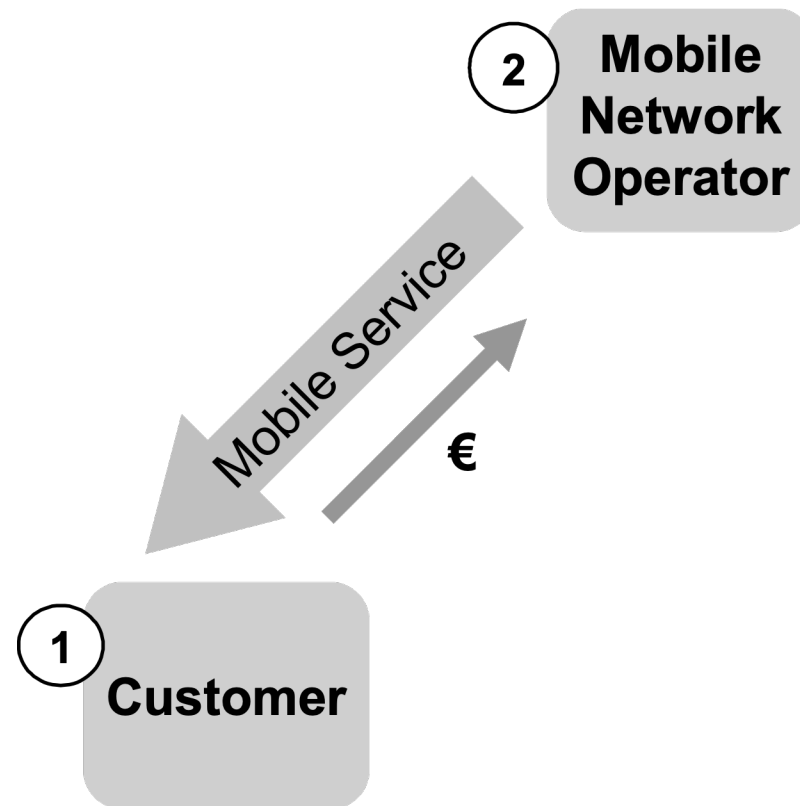 2
Mobile
Network
Operator
Mobile Service
€
1
Customer